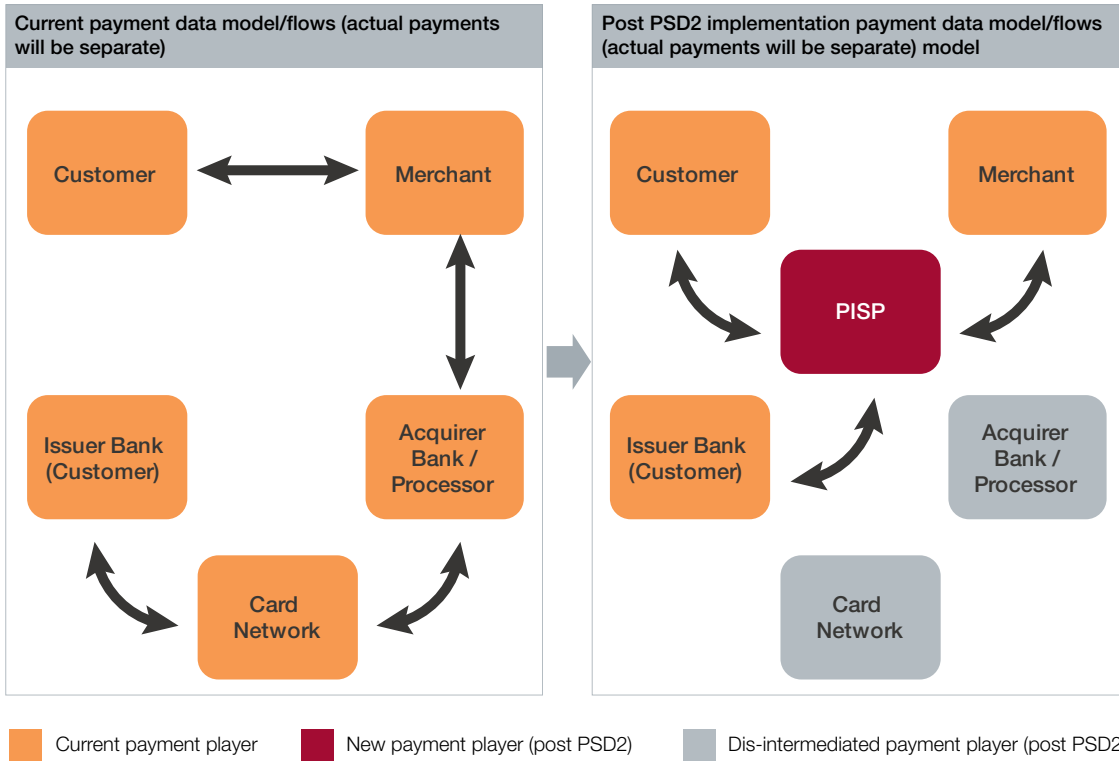 Current payment data model/flows (actual payments
will be separate)
Post PSD2 implementation payment data model/flows
(actual payments will be separate) model
Customer
Merchant
Issuer Bank
(Customer)
Acquirer
Bank /
Processor
Card
Network
Customer
Merchant
PISP
Issuer Bank
(Customer)
Acquirer
Bank /
Processor
Card
Network
Current payment player
New payment player (post PSD2)
Dis-intermediated payment player (post PSD2